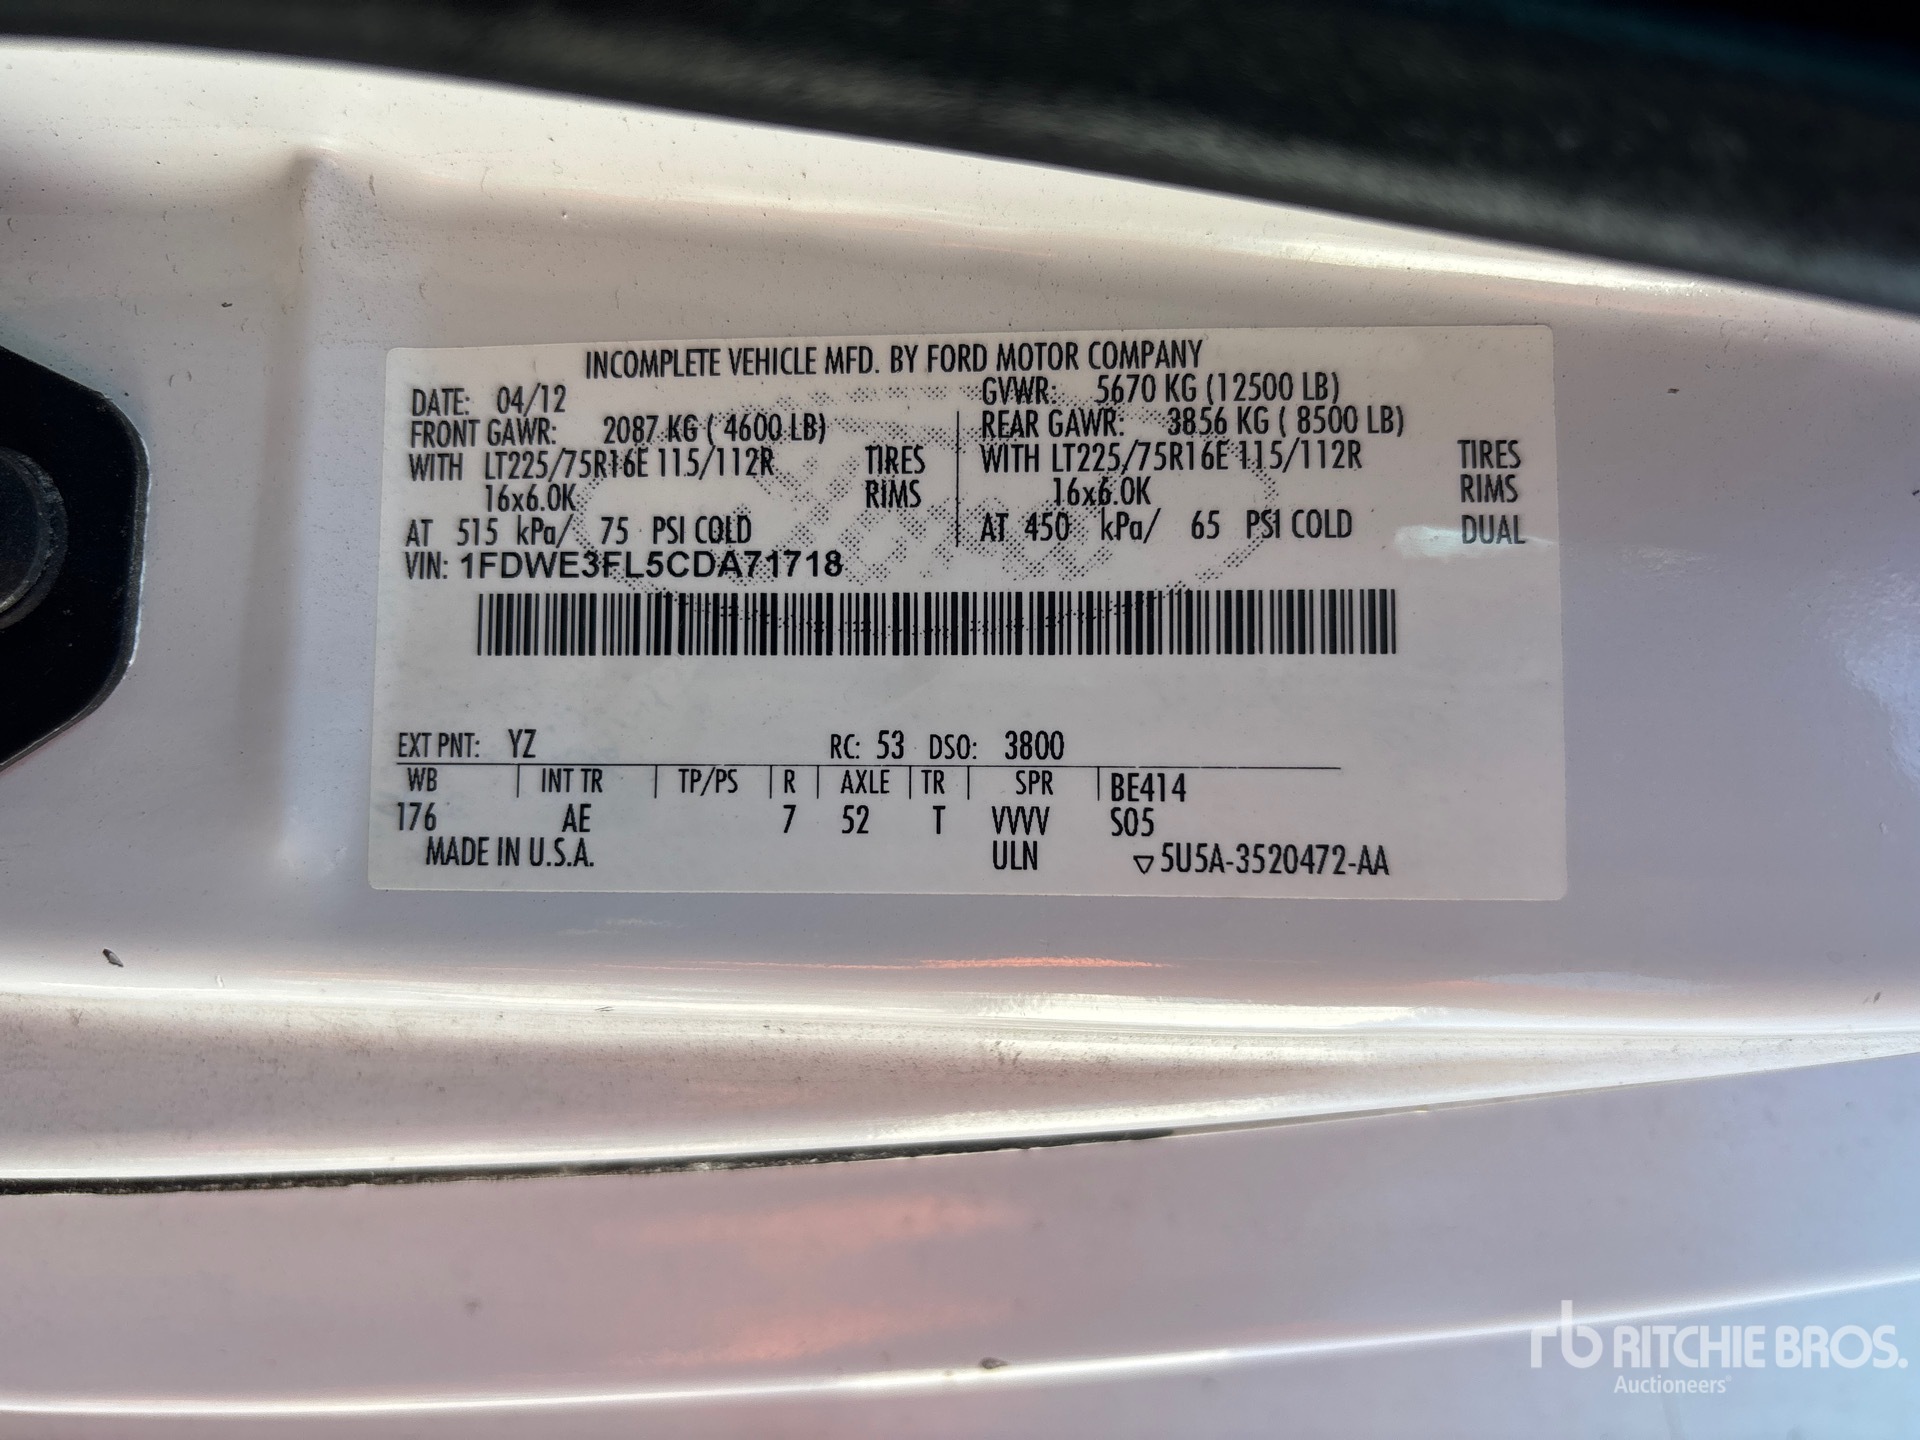 INCOMPLETE VEHICLE MFD. BY FORD MOTOR COMPANY
DATE: 04/12 GVWR: 5670 KG (12500 LB)
FRONT GAWR: 2087 KG ( 4600 LB) REAR GAWR: 3856 KG ( 8500 LB)
WITH LT225/75R16E 115/112R TIRES WITH LT225/75R16E 115/112R TIRES
16x6.0K RIMS 16x6.0K RIMS
AT 515 kPa/ 75 PSI COLD AT 450 kPa/ 65 PSI COLD DUAL
VIN: 1FDWE3FL5CDA71718
EXT PNT: YZ RC: 53 DSO: 3800
WB INT TR TP/PS R AXLE TR SPR BE414
176 AE 7 52 T VVVV S05
MADE IN U.S.A. ULN ▽5U5A-3520472-AA
rb RITCHIE BROS.
Auctioneers